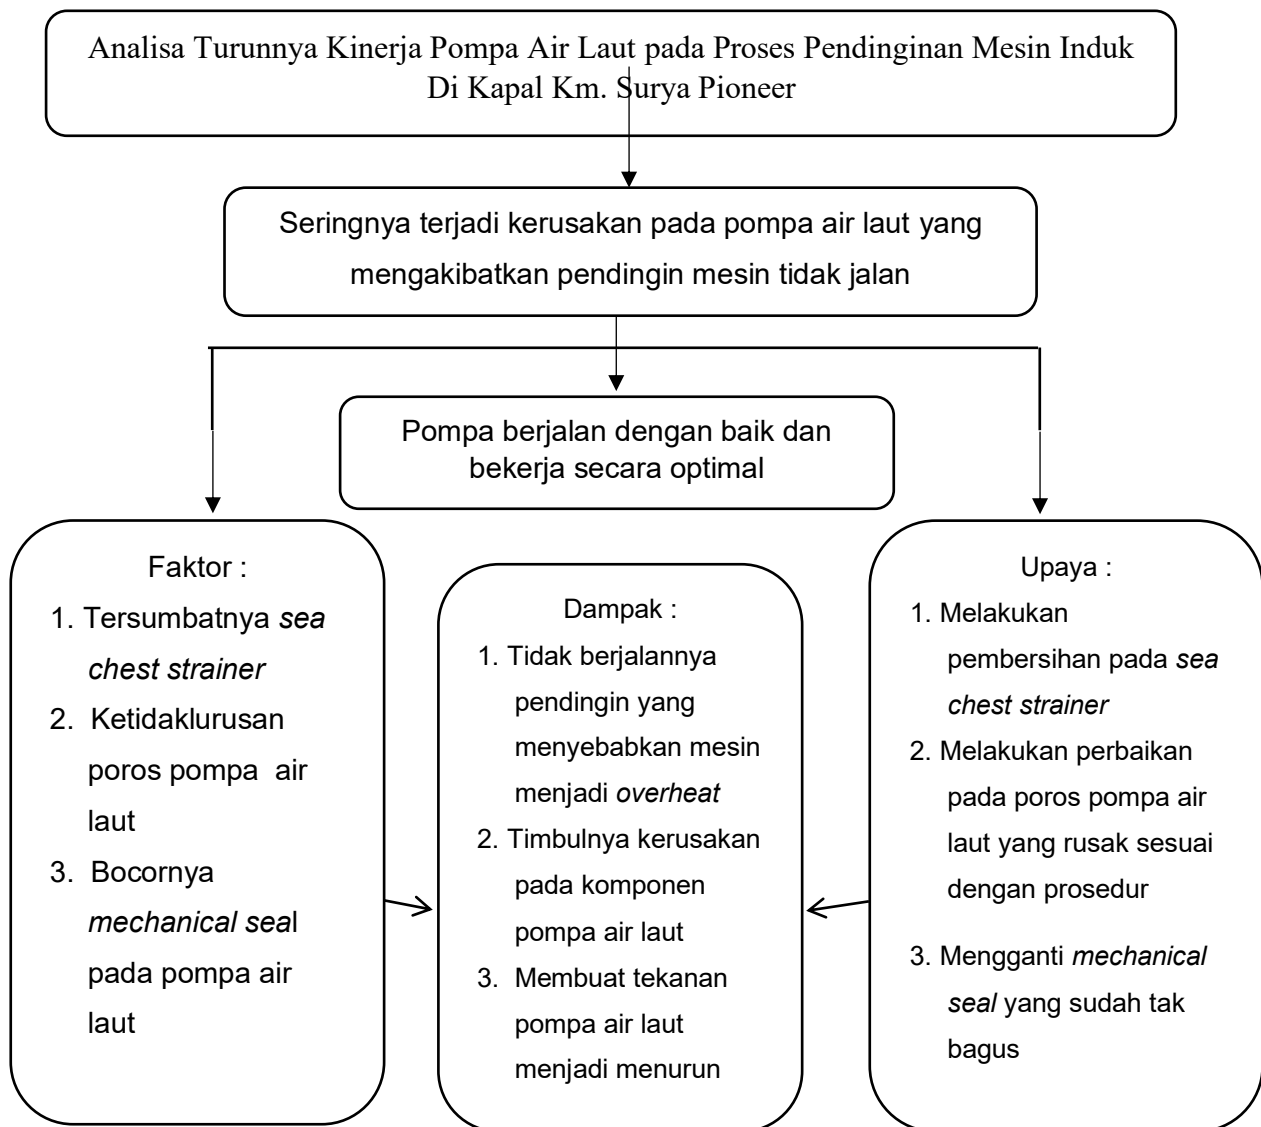 Analisa Turunnya Kinerja Pompa Air Laut pada Proses Pendinginan Mesin Induk
Di Kapal Km. Surya Pioneer
Seringnya terjadi kerusakan pada pompa air laut yang
mengakibatkan pendingin mesin tidak jalan
Pompa berjalan dengan baik dan
bekerja secara optimal
Faktor :
1. Tersumbatnya sea
chest strainer
2. Ketidaklurusan
poros pompa air
laut
3. Bocornya
mechanical seal
pada pompa air
laut
Dampak :
1. Tidak berjalannya
pendingin yang
menyebabkan mesin
menjadi overheat
2. Timbulnya kerusakan
pada komponen
pompa air laut
3. Membuat tekanan
pompa air laut
menjadi menurun
Upaya :
1. Melakukan
pembersihan pada sea
chest strainer
2. Melakukan perbaikan
pada poros pompa air
laut yang rusak sesuai
dengan prosedur
3. Mengganti mechanical
seal yang sudah tak
bagus